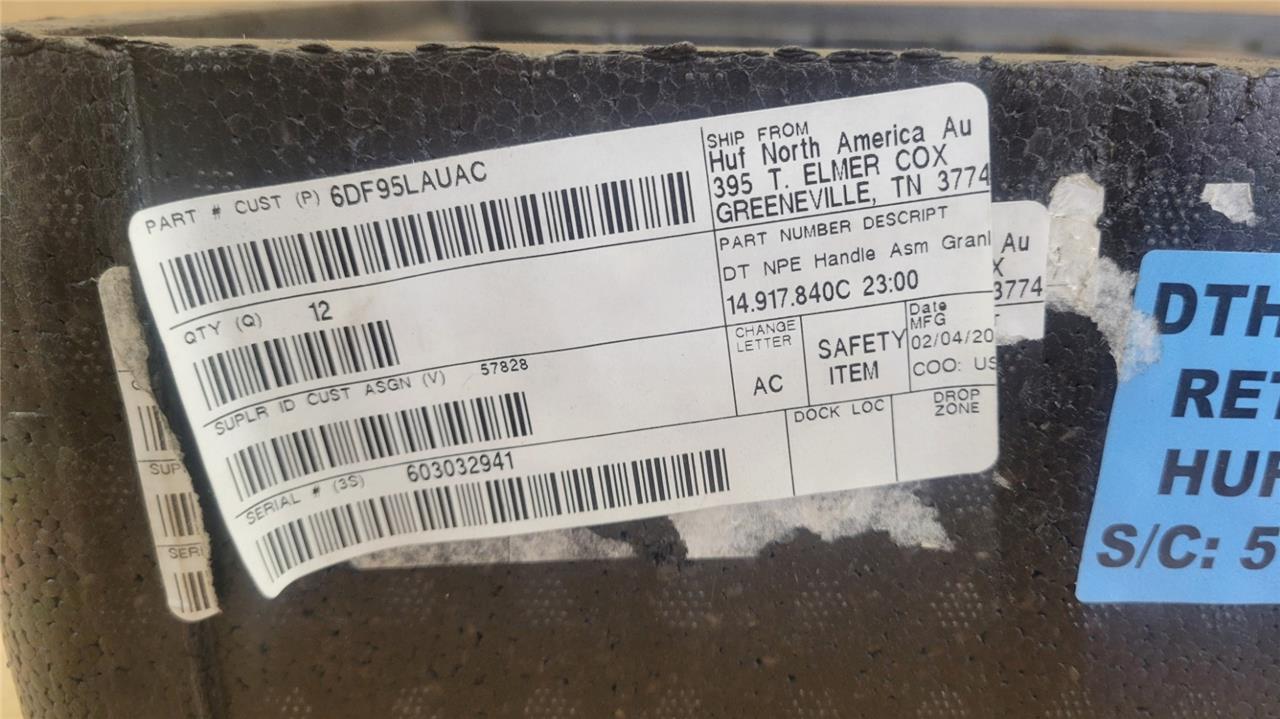 PART # CUST (P) 6DF95LAUAC
QTY (Q) 12
SUPLR ID CUST ASGN (V) 57828
SERIAL # (3S) 603032941
SHIP FROM
Huf North America Au
395 T. ELMER COX
GREENEVILLE, TN 3774
PART NUMBER DESCRIPT
DT NPE Handle Asm Granl
14.917.840C 23:00
CHANGE
LETTER
AC
SAFETY
ITEM
Date
MFG
02/04/20
COO: US
DOCK LOC
DROP
ZONE
Au
X
3774
T
SUP
SERI
DTH
RET
HUF
S/C: 5